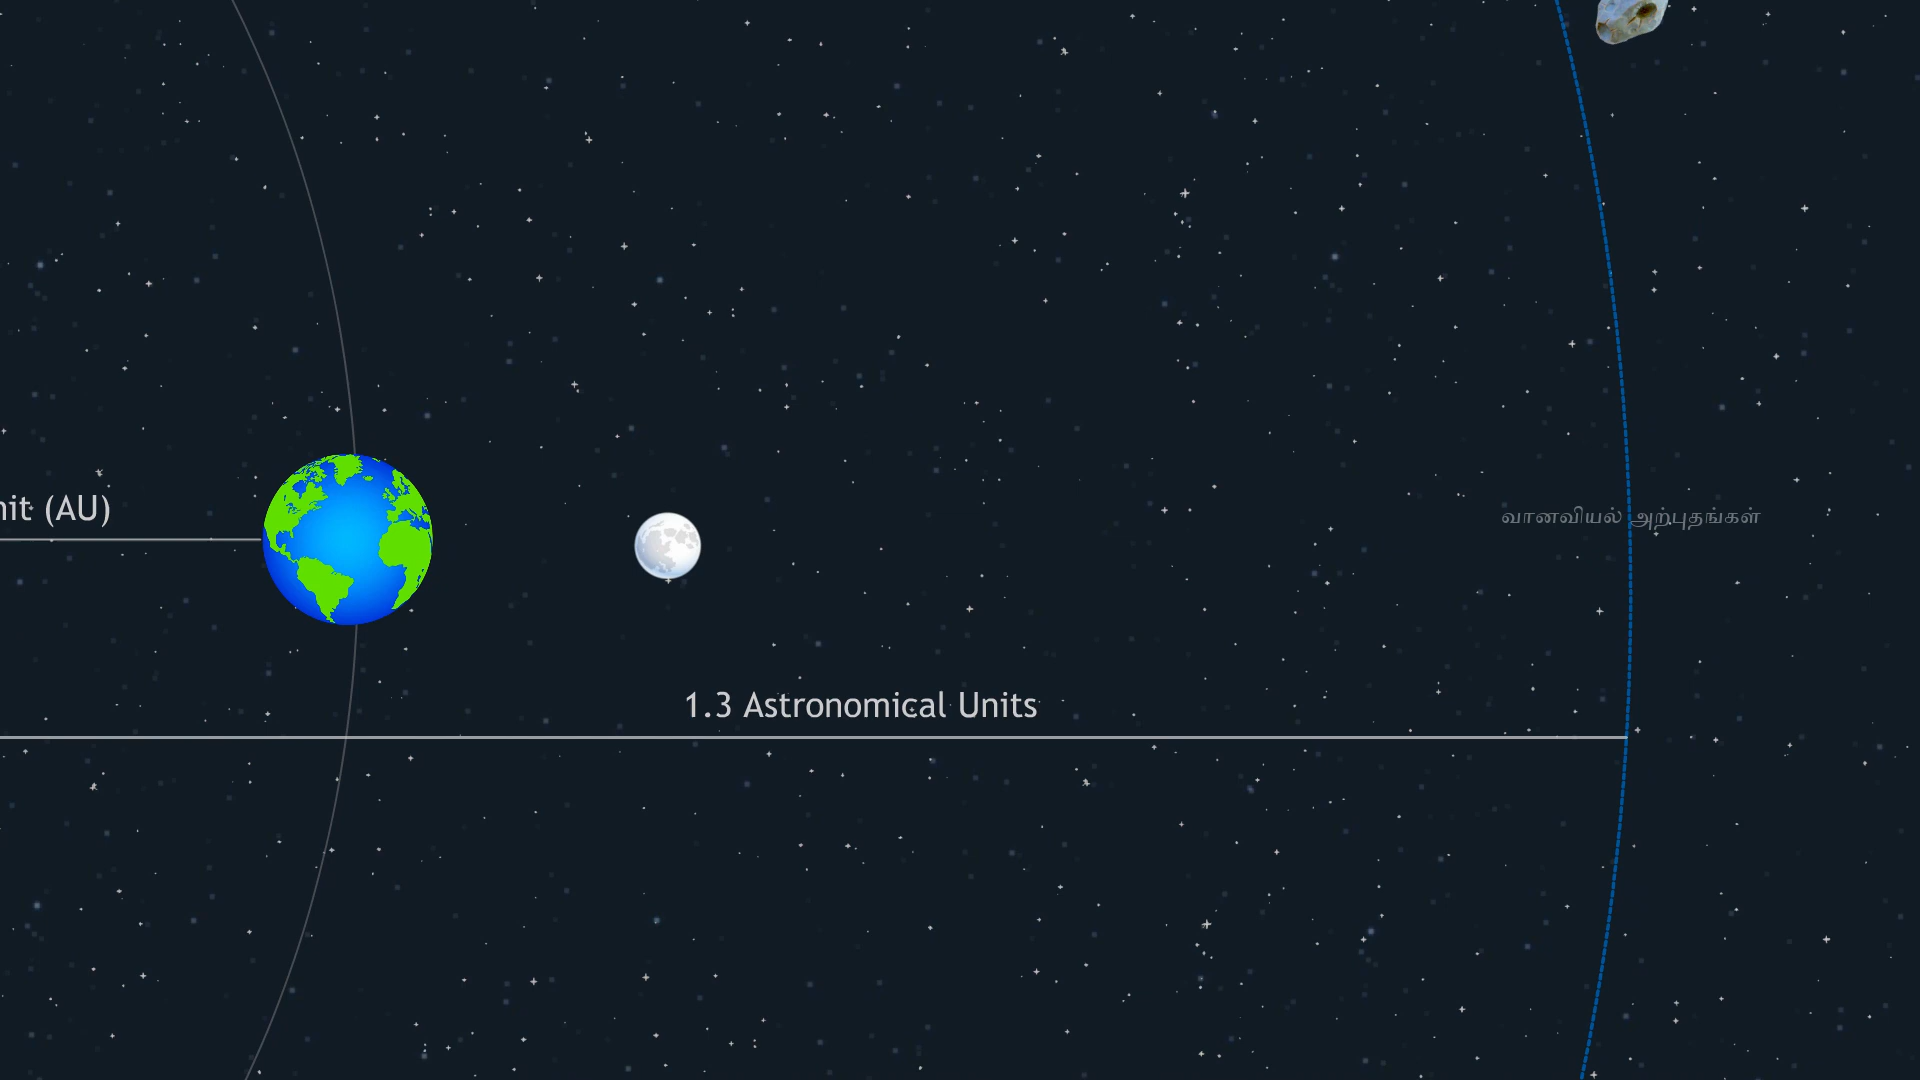 nit (AU)
வானவியல் அற்புதங்கள்
1.3 Astronomical Units